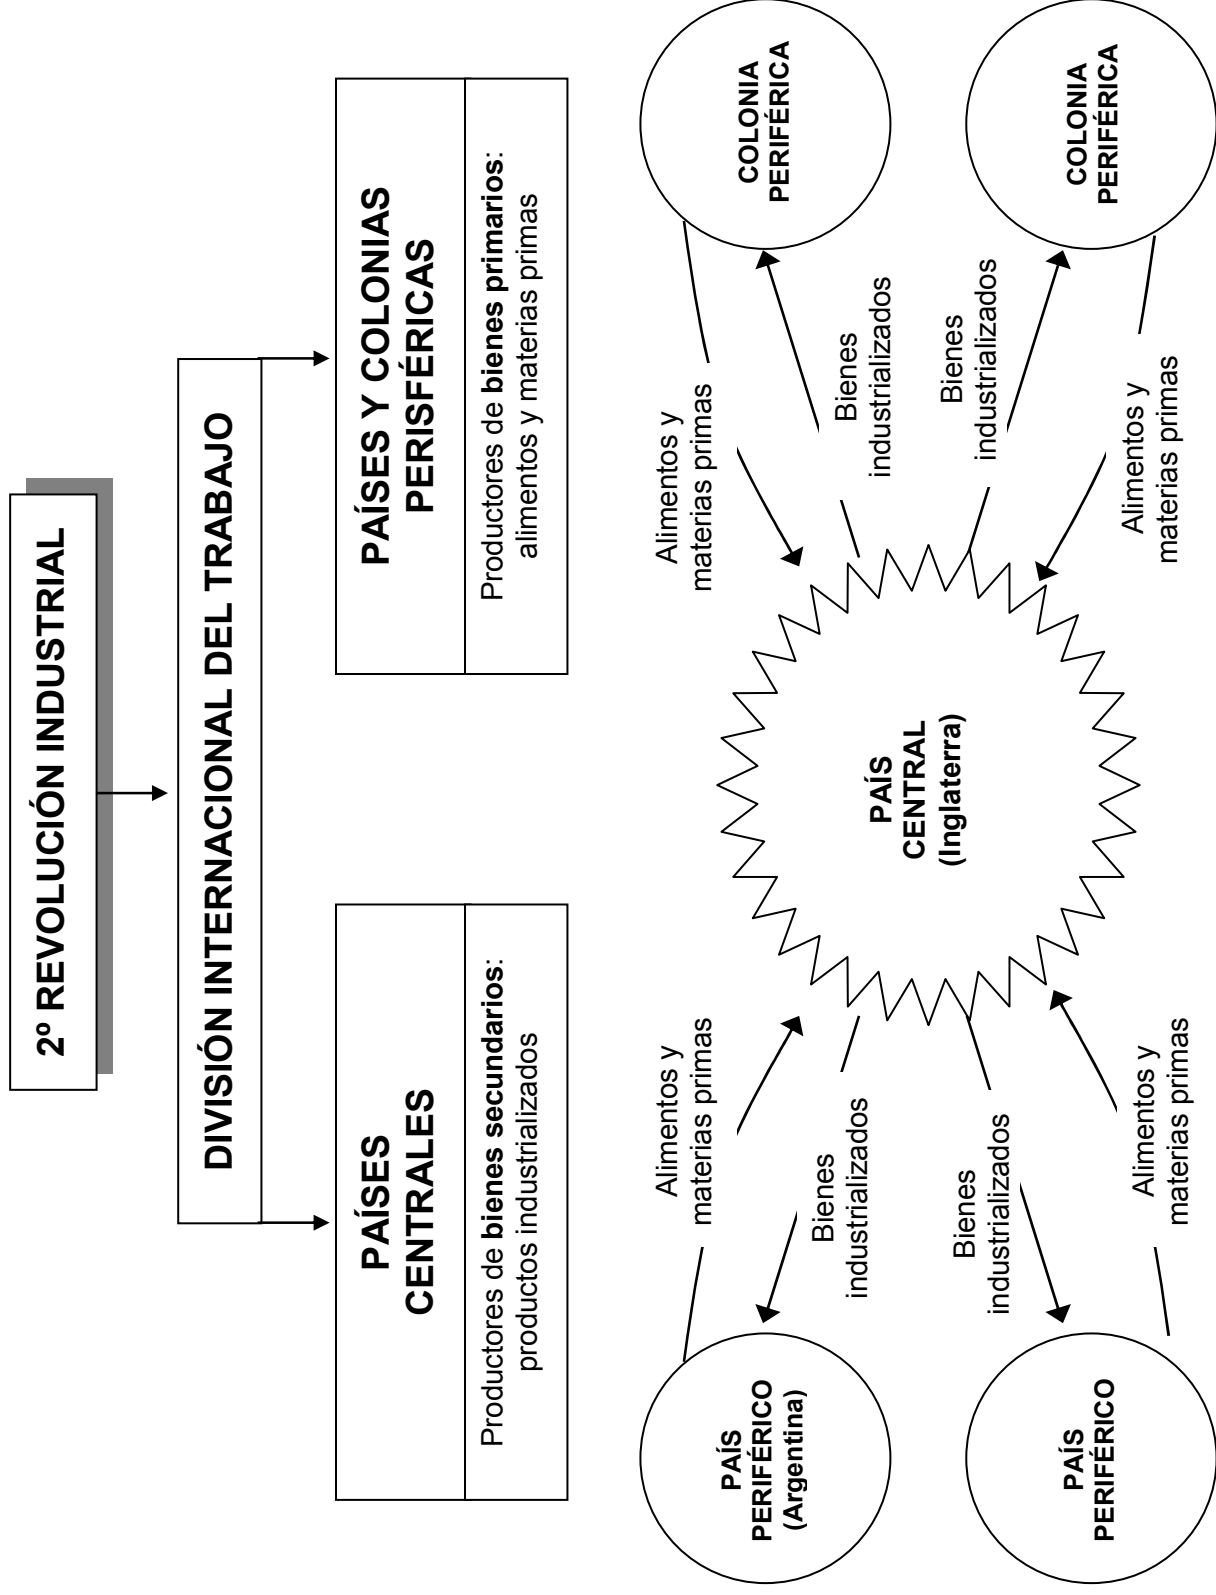 2º REVOLUCIÓN INDUSTRIAL
DIVISIÓN INTERNACIONAL DEL TRABAJO
PAÍSES
CENTRALES
Productores de bienes secundarios:
productos industrializados
PAÍSES Y COLONIAS
PERISFÉRICAS
Productores de bienes primarios:
alimentos y materias primas
PAÍS
PERIFÉRICO
(Argentina)
Alimentos y
materias primas
Bienes
industrializados
PAÍS
CENTRAL
(Inglaterra)
Alimentos y
materias primas
Bienes
industrializados
COLONIA
PERIFÉRICA
PAÍS
PERIFÉRICO
Bienes
industrializados
Alimentos y
materias primas
Bienes
industrializados
Alimentos y
materias primas
COLONIA
PERIFÉRICA